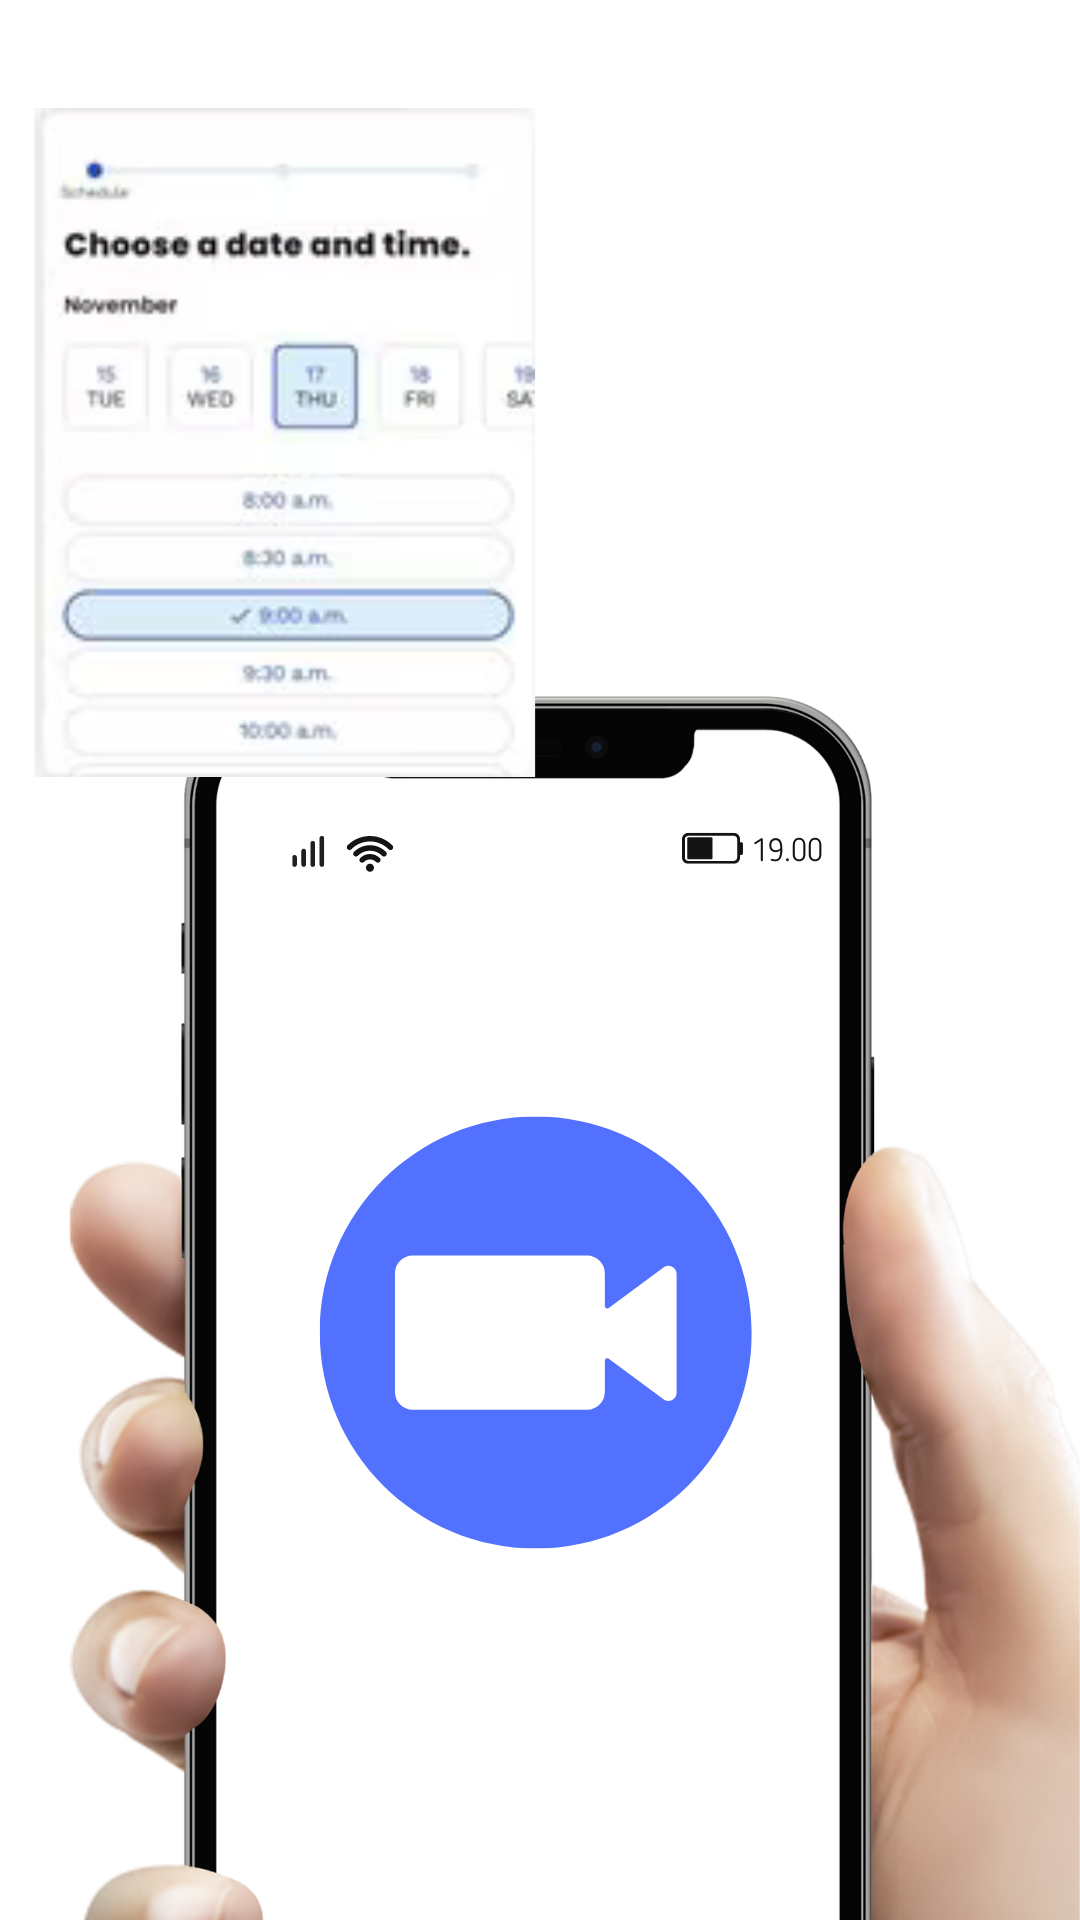 Schedule
Choose a date and time.
November
15 16 17 18 19
TUE WED THU FRI SA
8:00 a.m.
8:30 a.m.
9:00 a.m.
9:30 a.m.
10:00 a.m.
19.00